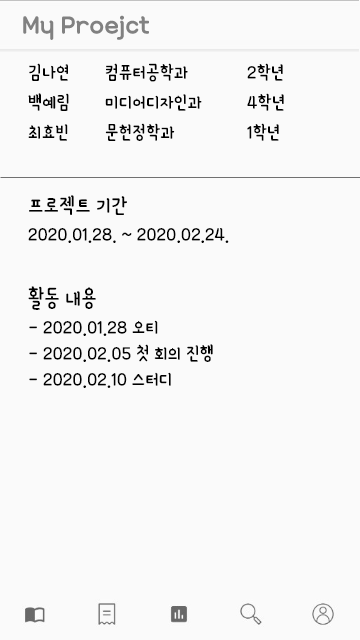 My Proejct
김나연 컴퓨터공학과 2학년
백예림 미디어디자인과 4학년
최효빈 문헌정학과 1학년
프로젝트 기간
2020.01.28. ~ 2020.02.24.
활동 내용
- 2020.01.28 오티
- 2020.02.05 첫 회의 진행
- 2020.02.10 스터디